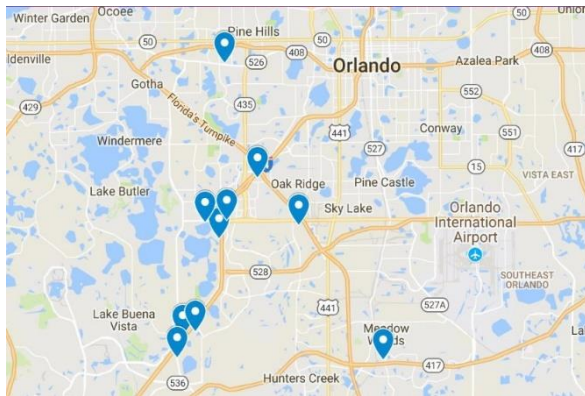 Winter Garden
Ocoee
Pine Hills
50
50
408
526
Orlando
Azalea Park
408
Gotha
552
429
435
Florida's Turnpike
441
527
Conway
551
417
Windermere
15
VISTA EAST
Lake Butler
Oak Ridge
Pine Castle
Sky Lake
Orlando
International
Airport
528
SOUTHEAST
ORLANDO
Lake Buena
Vista
441
527A
Meadow
417
536
Hunters Creek